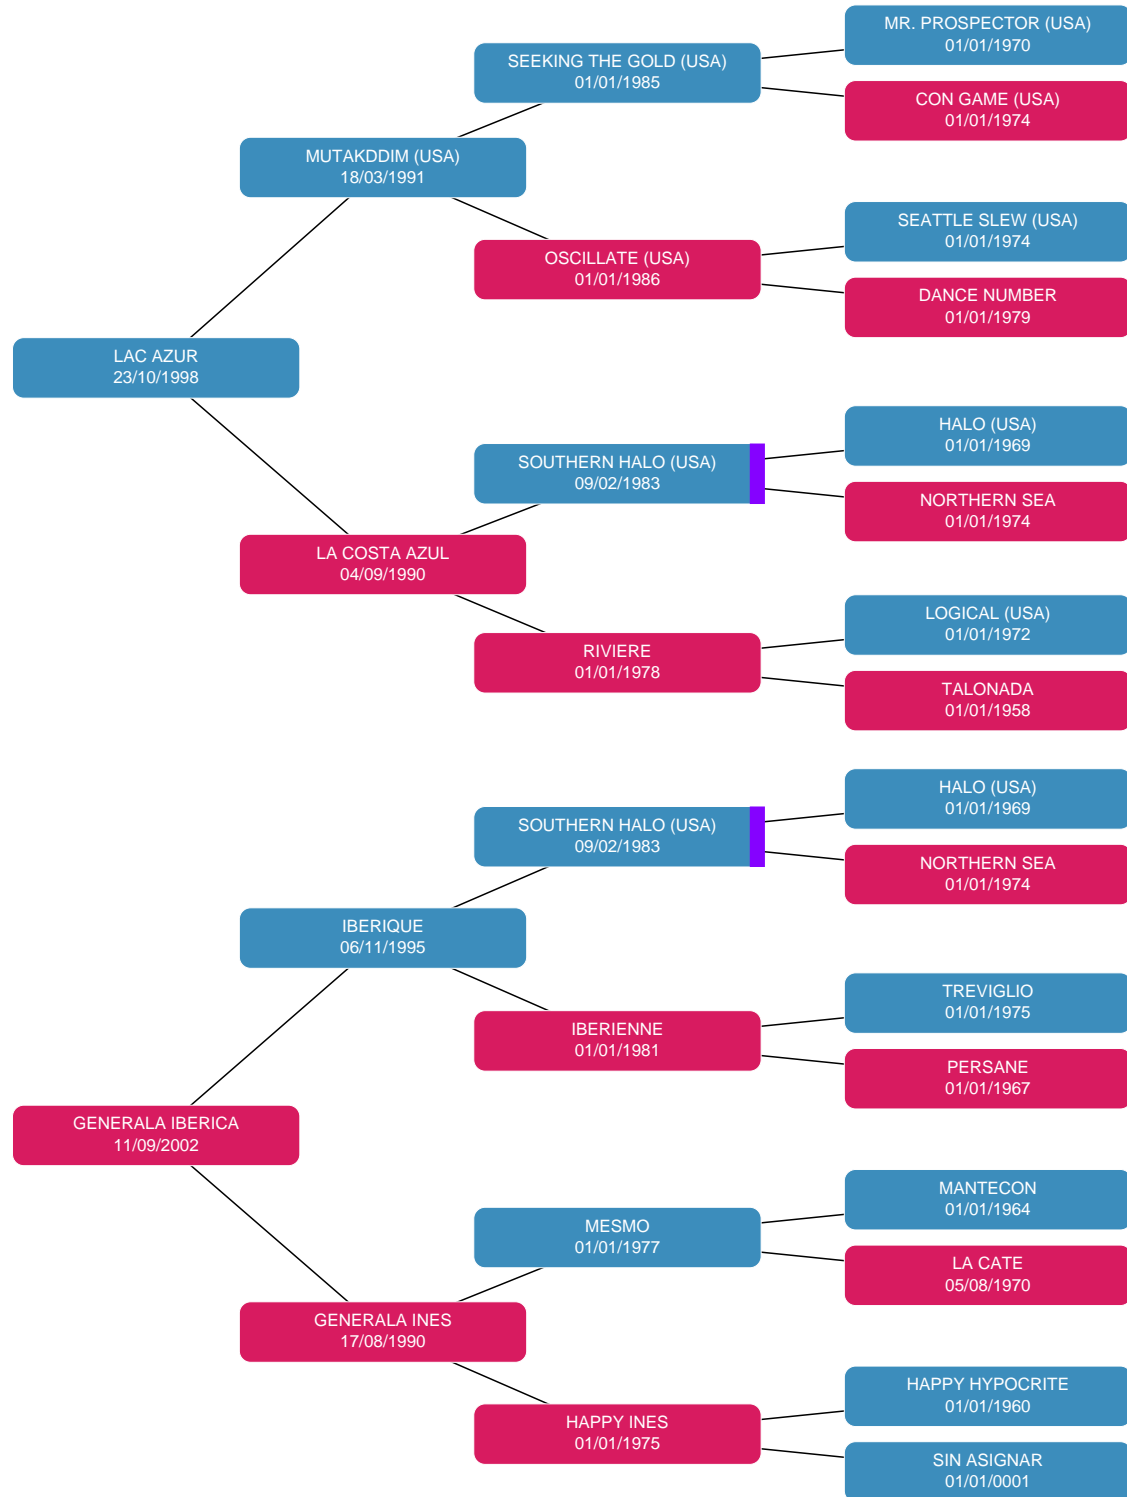 MR. PROSPECTOR (USA)
01/01/1970
SEEKING THE GOLD (USA)
01/01/1985
CON GAME (USA)
01/01/1974
MUTAKDDIM (USA)
18/03/1991
SEATTLE SLEW (USA)
01/01/1974
OSCILLATE (USA)
01/01/1986
DANCE NUMBER
01/01/1979
LAC AZUR
23/10/1998
HALO (USA)
01/01/1969
SOUTHERN HALO (USA)
09/02/1983
NORTHERN SEA
01/01/1974
LA COSTA AZUL
04/09/1990
LOGICAL (USA)
01/01/1972
RIVIERE
01/01/1978
TALONADA
01/01/1958
HALO (USA)
01/01/1969
SOUTHERN HALO (USA)
09/02/1983
NORTHERN SEA
01/01/1974
IBERIQUE
06/11/1995
TREVIGLIO
01/01/1975
IBERIENNE
01/01/1981
PERSANE
01/01/1967
GENERALA IBERICA
11/09/2002
MANTECON
01/01/1964
MESMO
01/01/1977
LA CATE
05/08/1970
GENERALA INES
17/08/1990
HAPPY HYPOCRITE
01/01/1960
HAPPY INES
01/01/1975
SIN ASIGNAR
01/01/0001